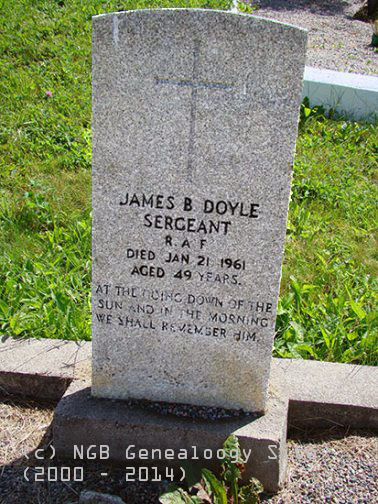 JAMES B DOYLE
SERGEANT
R. A. F
DIED JAN 21. 1961
AGED 49 YEARS.
AT THE GOING DOWN OF THE
SUN AND IN THE MORNING
WE SHALL REMEMBER HIM.
(c) NGB Genealoogy
(2000 - 2014)